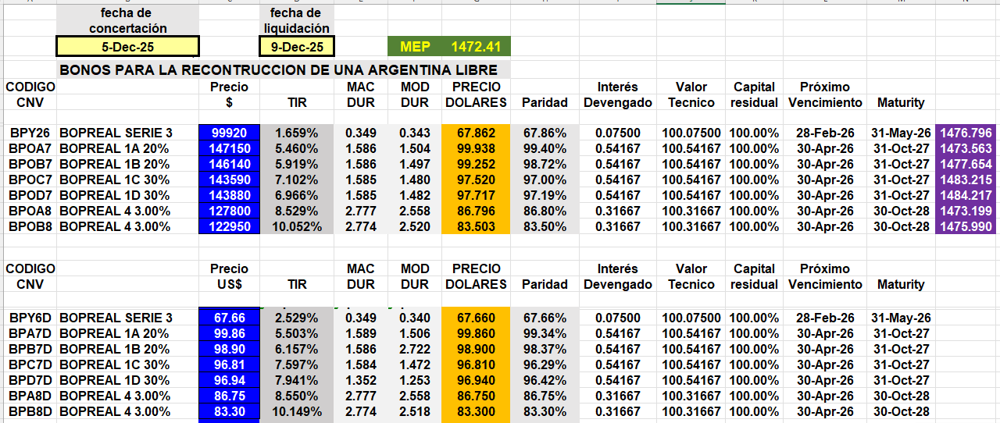 fecha de fecha de
concertación liquidación
5-Dec-25 9-Dec-25 MEP 1472.41
BONOS PARA LA RECONTRUCCION DE UNA ARGENTINA LIBRE
CODIGO Precio MAC MOD PRECIO Interés Valor Capital Próximo
CNV $ TIR DUR DUR DOLARES Paridad Devengado Tecnico residual Vencimiento Maturity
BPY26 BOPREAL SERIE 3 99920 1.659% 0.349 0.343 67.862 67.86% 0.07500 100.07500 100.00% 28-Feb-26 31-May-26 1476.796
BPOA7 BOPREAL 1A 20% 147150 5.460% 1.586 1.504 99.938 99.40% 0.54167 100.54167 100.00% 30-Apr-26 31-Oct-27 1473.563
BPOB7 BOPREAL 1B 20% 146140 5.919% 1.586 1.497 99.252 98.72% 0.54167 100.54167 100.00% 30-Apr-26 31-Oct-27 1477.654
BPOC7 BOPREAL 1C 30% 143590 7.102% 1.585 1.480 97.520 97.00% 0.54167 100.54167 100.00% 30-Apr-26 31-Oct-27 1483.215
BPOD7 BOPREAL 1D 30% 143880 6.966% 1.585 1.482 97.717 97.19% 0.54167 100.54167 100.00% 30-Apr-26 31-Oct-27 1484.217
BPOA8 BOPREAL 4 3.00% 127800 8.529% 2.777 2.558 86.796 86.80% 0.31667 100.31667 100.00% 30-Apr-26 30-Oct-28 1473.199
BPOB8 BOPREAL 4 3.00% 122950 10.052% 2.774 2.520 83.503 83.50% 0.31667 100.31667 100.00% 30-Apr-26 30-Oct-28 1475.990
CODIGO Precio MAC MOD PRECIO Interés Valor Capital Próximo
CNV US$ TIR DUR DUR DOLARES Paridad Devengado Tecnico residual Vencimiento Maturity
BPY6D BOPREAL SERIE 3 67.66 2.529% 0.349 0.340 67.660 67.66% 0.07500 100.07500 100.00% 28-Feb-26 31-May-26
BPA7D BOPREAL 1A 20% 99.86 5.503% 1.589 1.506 99.860 99.34% 0.54167 100.54167 100.00% 30-Apr-26 31-Oct-27
BPB7D BOPREAL 1B 20% 98.90 6.157% 1.586 2.722 98.900 98.37% 0.54167 100.54167 100.00% 30-Apr-26 31-Oct-27
BPC7D BOPREAL 1C 30% 96.81 7.597% 1.584 1.472 96.810 96.29% 0.54167 100.54167 100.00% 30-Apr-26 31-Oct-27
BPD7D BOPREAL 1D 30% 96.94 7.941% 1.352 1.253 96.940 96.42% 0.54167 100.54167 100.00% 30-Apr-26 31-Oct-27
BPA8D BOPREAL 4 3.00% 86.75 8.550% 2.777 2.558 86.750 86.75% 0.31667 100.31667 100.00% 30-Apr-26 30-Oct-28
BPB8D BOPREAL 4 3.00% 83.30 10.149% 2.774 2.518 83.300 83.30% 0.31667 100.31667 100.00% 30-Apr-26 30-Oct-28